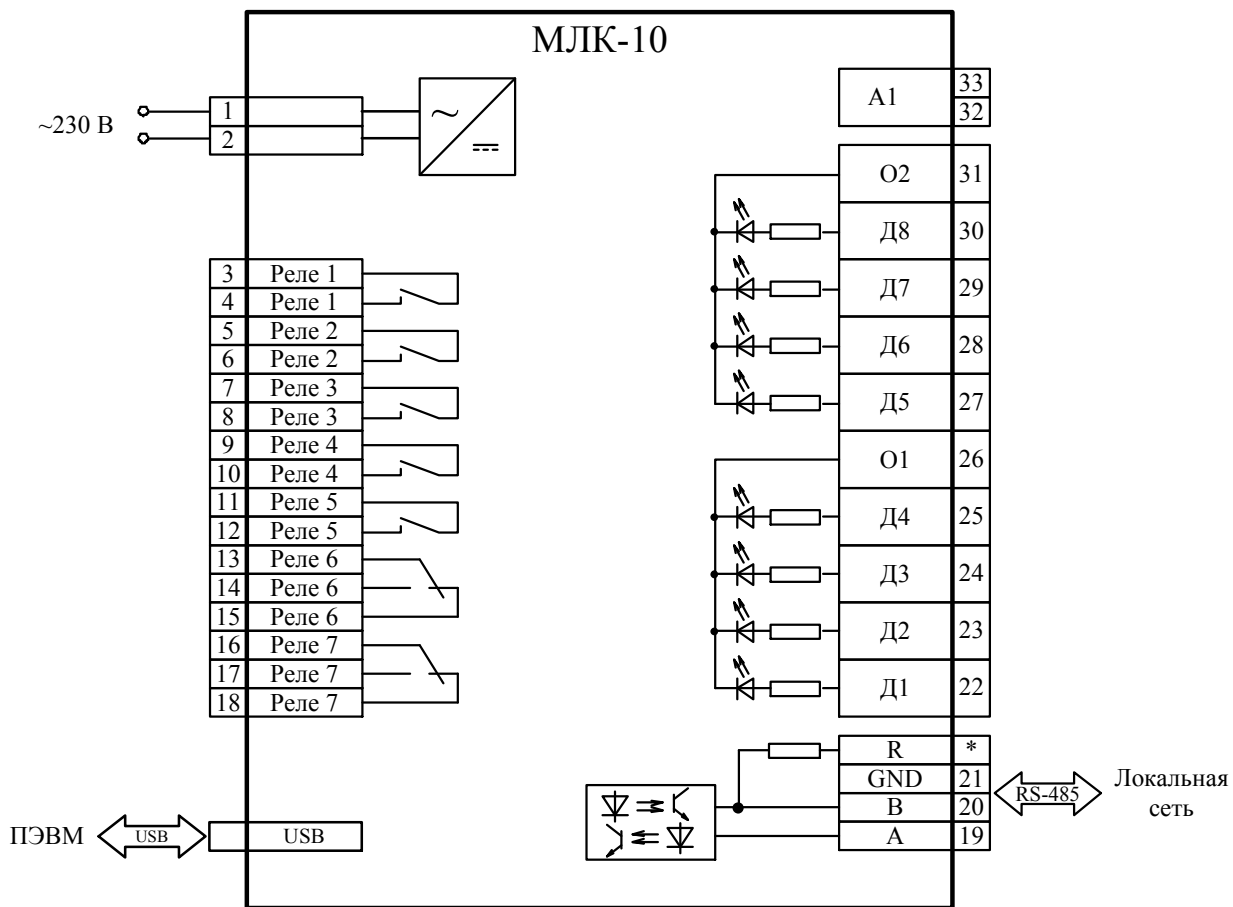 МЛК-10
~230 В
1
2
3 Реле 1
4 Реле 1
5 Реле 2
6 Реле 2
7 Реле 3
8 Реле 3
9 Реле 4
10 Реле 4
11 Реле 5
12 Реле 5
13 Реле 6
14 Реле 6
15 Реле 6
16 Реле 7
17 Реле 7
18 Реле 7
ПЭВМ USB USB
А1 33
32
О2 31
Д8 30
Д7 29
Д6 28
Д5 27
О1 26
Д4 25
Д3 24
Д2 23
Д1 22
R *
GND 21
B 20
A 19
RS-485
Локальная
сеть